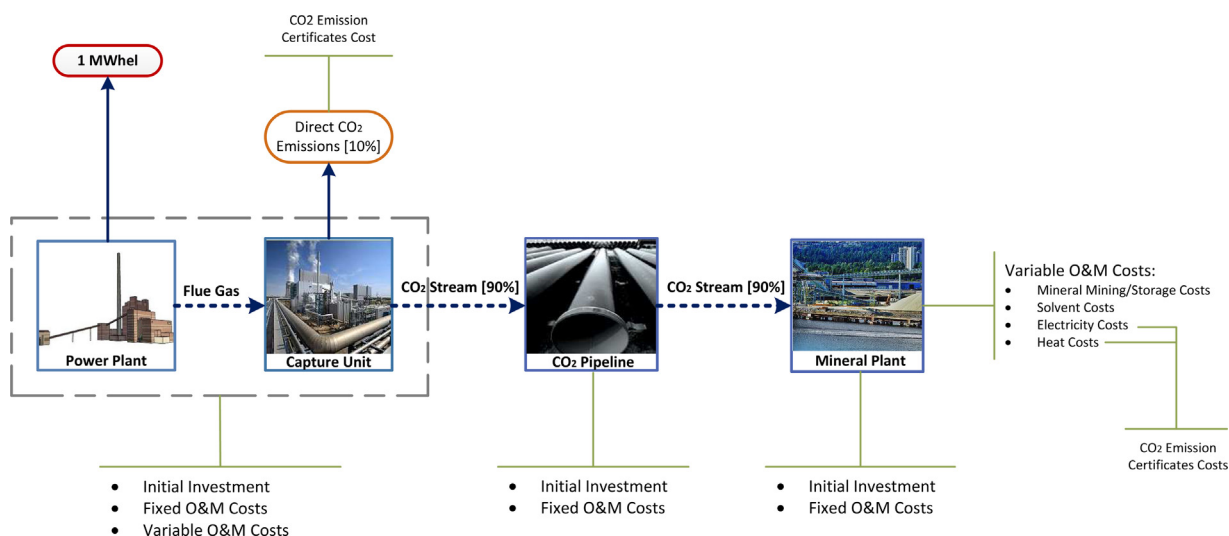 CO2 Emission
Certificates Cost
1 MWhel
Direct CO₂
Emissions [10%]
Flue Gas
CO₂ Stream [90%]
CO₂ Stream [90%]
Power Plant
Capture Unit
CO₂ Pipeline
Mineral Plant
Variable O&M Costs:
• Mineral Mining/Storage Costs
• Solvent Costs
• Electricity Costs
• Heat Costs
CO₂ Emission
Certificates Costs
• Initial Investment
• Fixed O&M Costs
• Variable O&M Costs
• Initial Investment
• Fixed O&M Costs
• Initial Investment
• Fixed O&M Costs